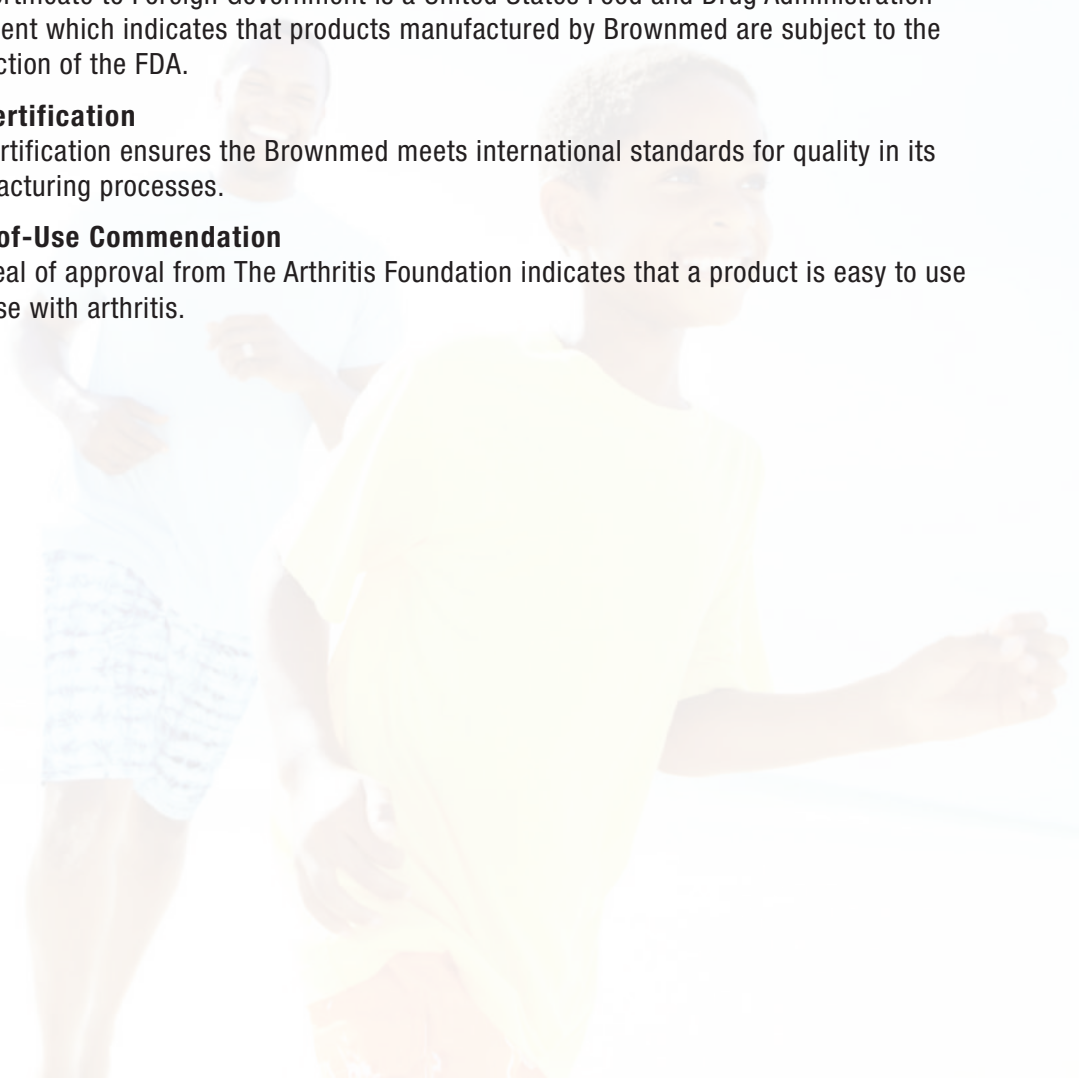 ertificate to Foreign Government is a United States Food and Drug Administration
ent which indicates that products manufactured by Brownmed are subject to the
ction of the FDA.
ertification
rtification ensures the Brownmed meets international standards for quality in its
acturing processes.
of-Use Commendation
eal of approval from The Arthritis Foundation indicates that a product is easy to use
se with arthritis.